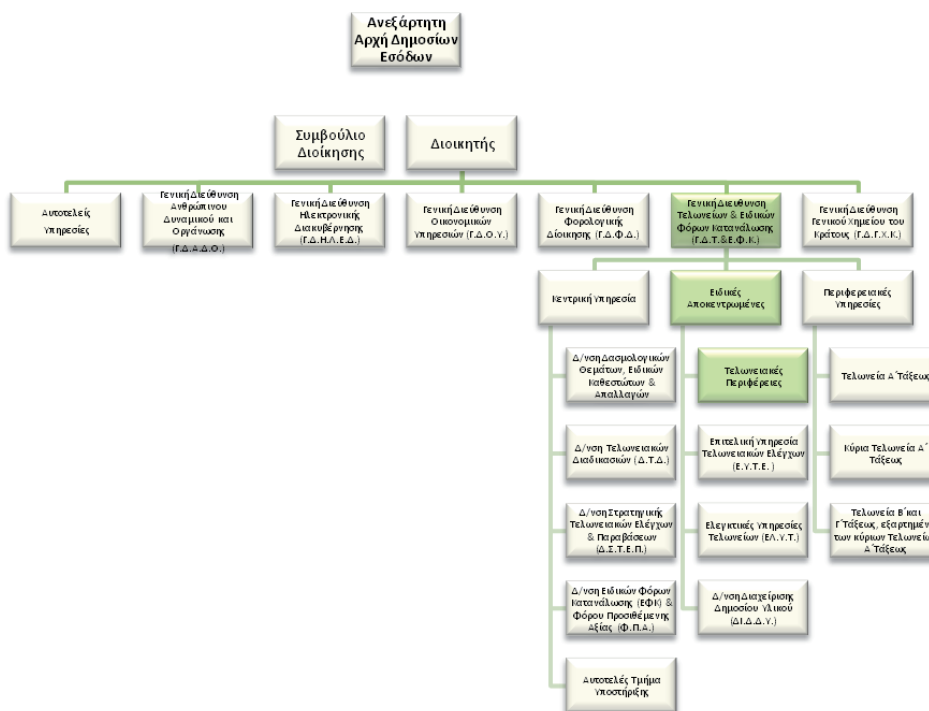 Ανεξάρτητη
Αρχή Δημοσίων
Εσόδων
Συμβούλιο
Διοίκησης
Διοικητής
Αυτοτελείς
Υπηρεσίες
Γενική Διεύθυνση
Ανθρώπινου
Δυναμικού και
Οργάνωσης
(Γ.Δ.Α.Δ.Ο.)
Γενική Διεύθυνση
Ηλεκτρονικής
Διακυβέρνησης
(Γ.Δ.ΗΛ.Ε.Δ.)
Γενική Διεύθυνση
Οικονομικών
Υπηρεσιών (Γ.Δ.Ο.Υ.)
Γενική Διεύθυνση
Φορολογικής
Διοίκησης (Γ.Δ.Φ.Δ.)
Γενική Διεύθυνση
Τελωνείων & Ειδικών
Φόρων Κατανάλωσης
(Γ.Δ.Τ.&Ε.Φ.Κ.)
Γενική Διεύθυνση
Γενικού Χημείου του
Κράτους (Γ.Δ.Γ.Χ.Κ.)
Κεντρική Υπηρεσία
Ειδικές
Αποκεντρωμένες
Περιφερειακές
Υπηρεσίες
Δ/νση Δασμολογικών
Θεμάτων, Ειδικών
Καθεστώτων &
Απαλλαγών
Τελωνειακές
Περιφέρειες
Τελωνεία Α΄Τάξεως
Δ/νση Τελωνειακών
Διαδικασιών (Δ.Τ.Δ.)
Επιτελική Υπηρεσία
Τελωνειακών Ελέγχων
(Ε.Υ.Τ.Ε.)
Κύρια Τελωνεία Α΄
Τάξεως
Δ/νση Στρατηγικής
Τελωνειακών Ελέγχων
& Παραβάσεων
(Δ.Σ.Τ.Ε.Π.)
Ελεγκτικές Υπηρεσίες
Τελωνείων (ΕΛ.Υ.Τ.)
Τελωνεία Β΄και
Γ΄Τάξεως, εξαρτημένα
των κύριων Τελωνείων
Α΄Τάξεως
Δ/νση Ειδικών Φόρων
Κατανάλωσης (ΕΦΚ) &
Φόρου Προσιθέμενης
Αξίας (Φ.Π.Α.)
Δ/νση Διαχείρισης
Δημοσίου Υλικού
(ΔΙ.Δ.Δ.Υ.)
Αυτοτελές Τμήμα
Υποστήριξης